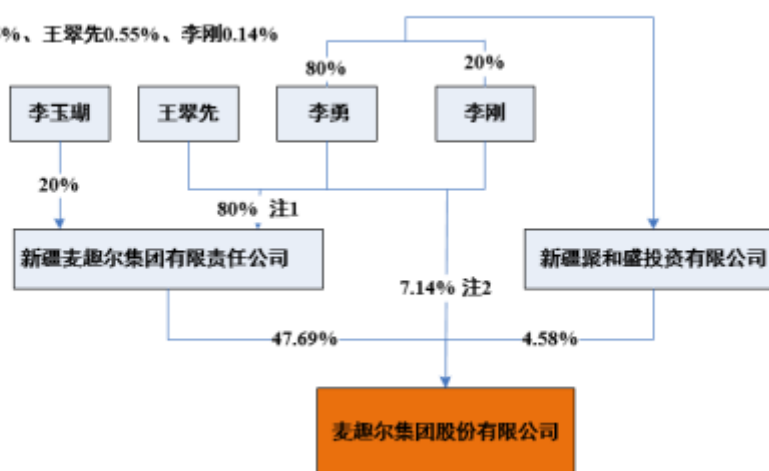 %、王翠先0.55%、李刚0.14%
80%
20%
李玉瑚
王翠先
李勇
李刚
20%
80% 注1
新疆麦趣尔集团有限责任公司
新疆聚和盛投资有限公司
7.14% 注2
47.69%
4.58%
麦趣尔集团股份有限公司